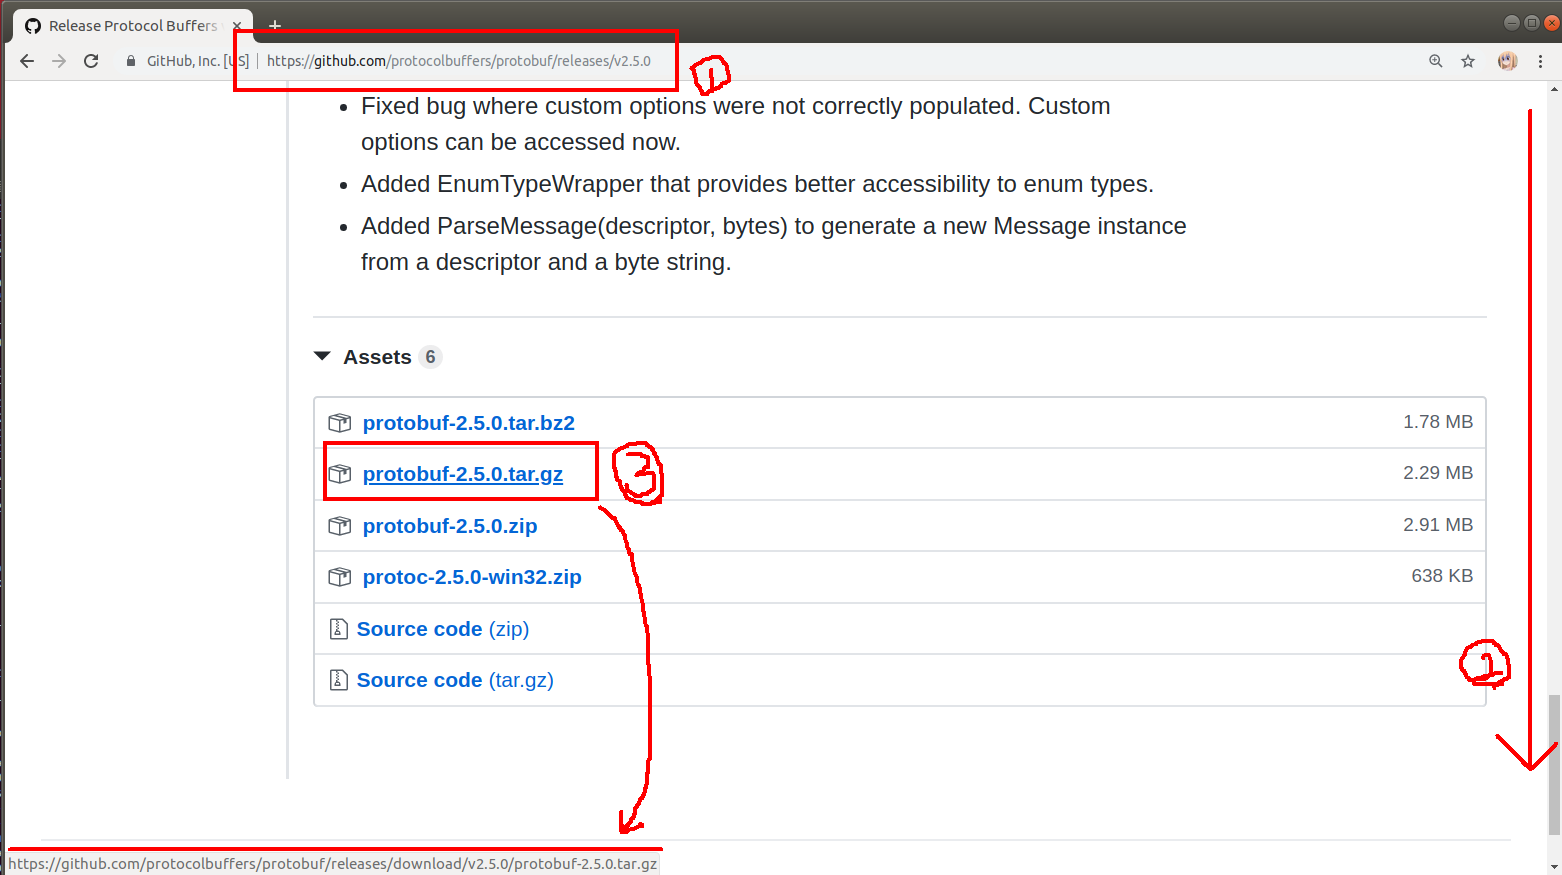 Release Protocol Buffers
GitHub, Inc. [US] https://github.com/protocolbuffers/protobuf/releases/v2.5.0
1
Fixed bug where custom options were not correctly populated. Custom
options can be accessed now.
Added EnumTypeWrapper that provides better accessibility to enum types.
Added ParseMessage(descriptor, bytes) to generate a new Message instance
from a descriptor and a byte string.
Assets 6
protobuf-2.5.0.tar.bz2 1.78 MB
protobuf-2.5.0.tar.gz 3 2.29 MB
protobuf-2.5.0.zip 2.91 MB
protoc-2.5.0-win32.zip 638 KB
Source code (zip)
2
Source code (tar.gz)
https://github.com/protocolbuffers/protobuf/releases/download/v2.5.0/protobuf-2.5.0.tar.gz